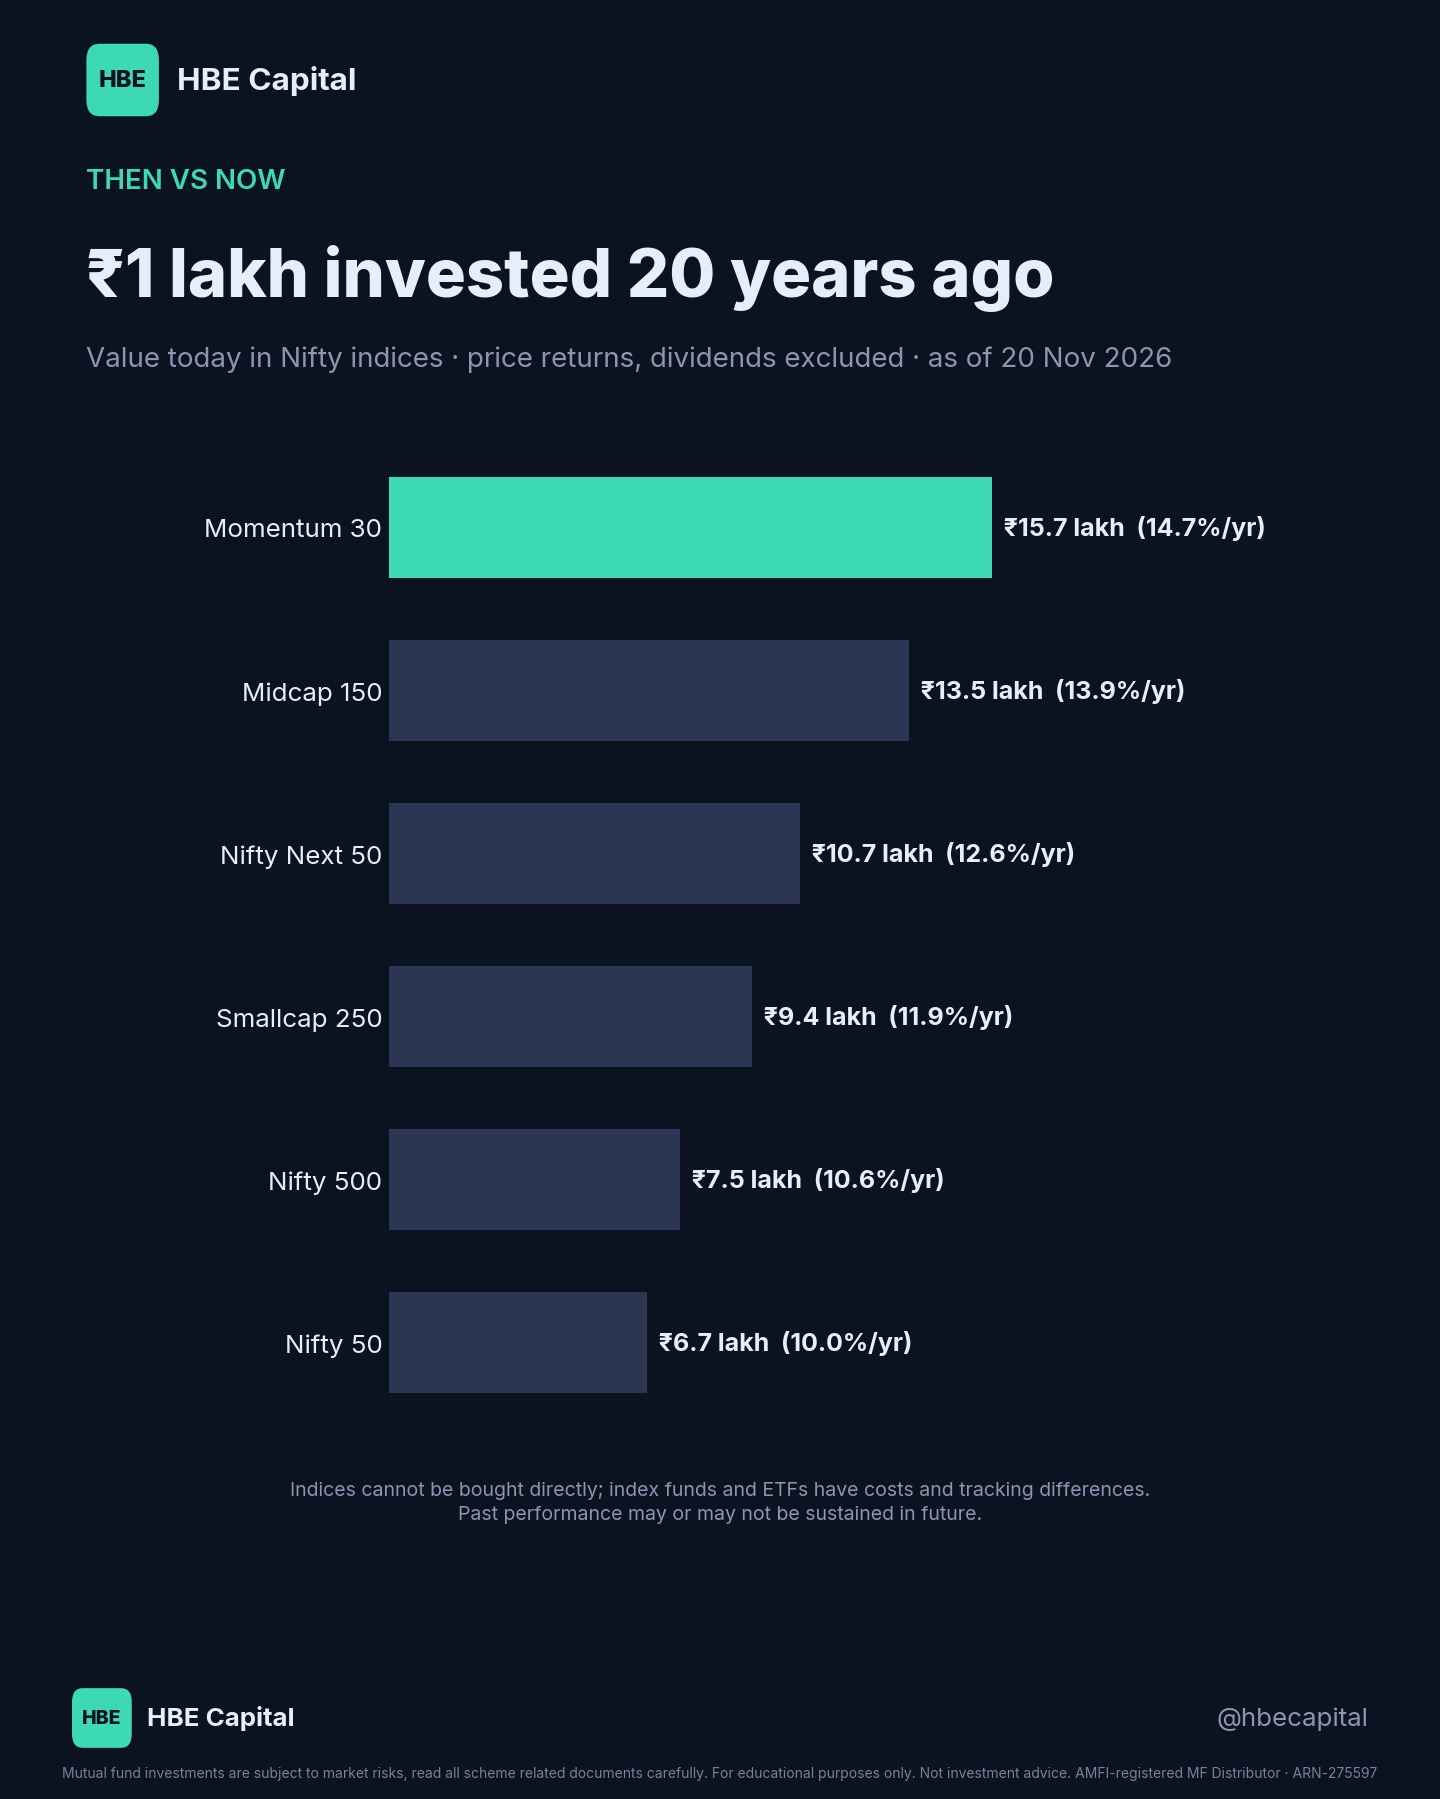 HBE
HBE Capital
THEN VS NOW
₹1 lakh invested 20 years ago
Value today in Nifty indices · price returns, dividends excluded · as of 20 Nov 2026
Momentum 30
₹15.7 lakh (14.7%/yr)
Midcap 150
₹13.5 lakh (13.9%/yr)
Nifty Next 50
₹10.7 lakh (12.6%/yr)
Smallcap 250
₹9.4 lakh (11.9%/yr)
Nifty 500
₹7.5 lakh (10.6%/yr)
Nifty 50
₹6.7 lakh (10.0%/yr)
Indices cannot be bought directly; index funds and ETFs have costs and tracking differences.
Past performance may or may not be sustained in future.
HBE
HBE Capital
@hbecapital
Mutual fund investments are subject to market risks, read all scheme related documents carefully. For educational purposes only. Not investment advice. AMFI-registered MF Distributor · ARN-275597